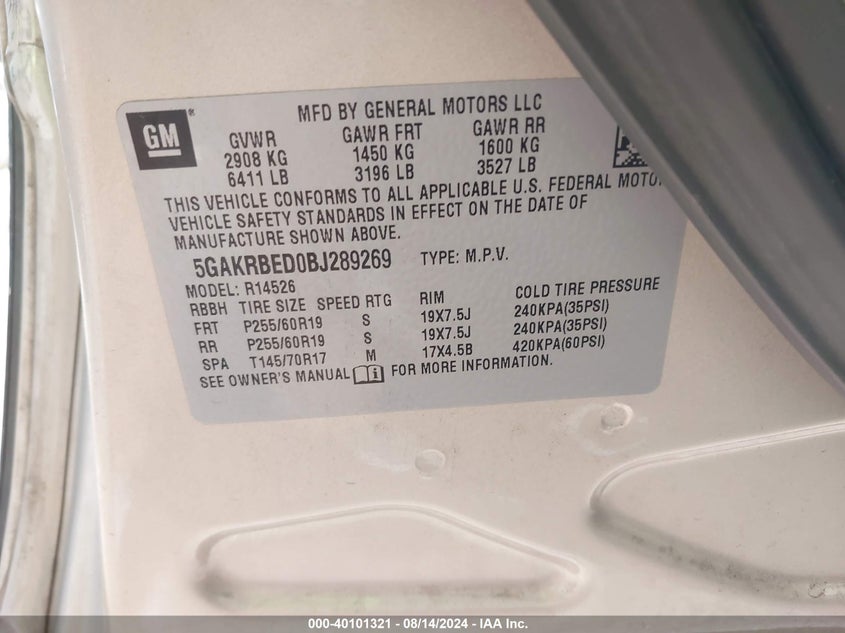 MFD BY GENERAL MOTORS LLC
GM
GVWR GAWR FRT GAWR RR
2908 KG 1450 KG 1600 KG
6411 LB 3196 LB 3527 LB
THIS VEHICLE CONFORMS TO ALL APPLICABLE U.S. FEDERAL MOTO
VEHICLE SAFETY STANDARDS IN EFFECT ON THE DATE OF
MANUFACTURE SHOWN ABOVE.
5GAKRBED0BJ289269 TYPE: M.P.V.
MODEL: R14526
RBBH TIRE SIZE SPEED RTG RIM COLD TIRE PRESSURE
FRT P255/60R19 S 19X7.5J 240KPA(35PSI)
RR P255/60R19 S 19X7.5J 240KPA(35PSI)
SPA T145/70R17 M 17X4.5B 420KPA(60PSI)
SEE OWNER'S MANUAL i FOR MORE INFORMATION.
000-40101321 - 08/14/2024 - IAA Inc.